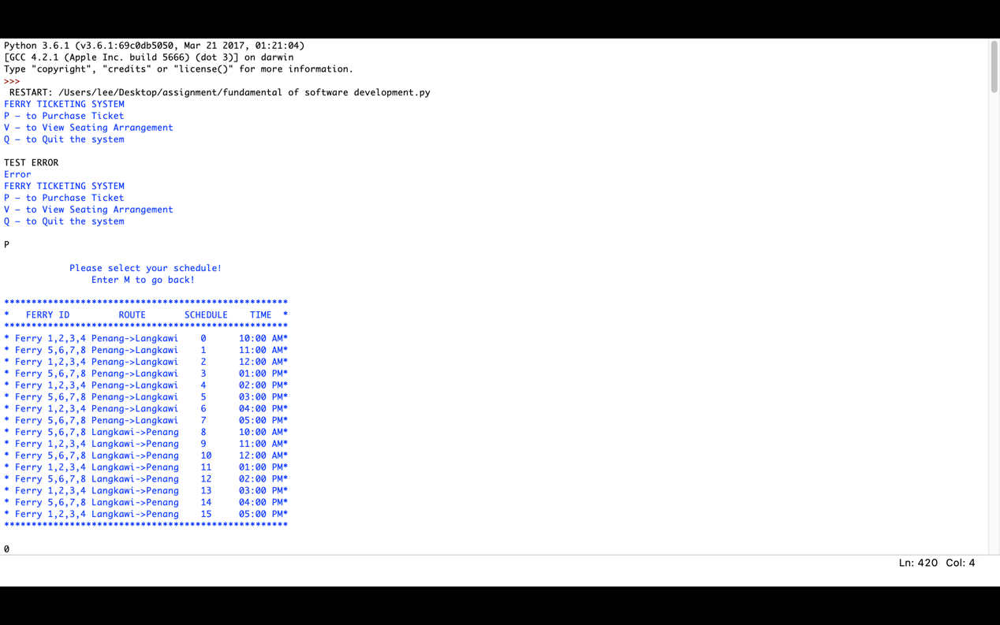 Python 3.6.1 (v3.6.1:69c0db5050, Mar 21 2017, 01:21:04)
[GCC 4.2.1 (Apple Inc. build 5666) (dot 3)] on darwin
Type "copyright", "credits" or "license()" for more information.
>>>
 RESTART: /Users/lee/Desktop/assignment/fundamental of software development.py
FERRY TICKETING SYSTEM
P – to Purchase Ticket
V – to View Seating Arrangement
Q – to Quit the system

TEST ERROR
Error
FERRY TICKETING SYSTEM
P – to Purchase Ticket
V – to View Seating Arrangement
Q – to Quit the system

P

            Please select your schedule!
                Enter M to go back!

****************************************************
*   FERRY ID         ROUTE       SCHEDULE    TIME  *
****************************************************
* Ferry 1,2,3,4 Penang->Langkawi    0      10:00 AM*
* Ferry 5,6,7,8 Penang->Langkawi    1      11:00 AM*
* Ferry 1,2,3,4 Penang->Langkawi    2      12:00 AM*
* Ferry 5,6,7,8 Penang->Langkawi    3      01:00 PM*
* Ferry 1,2,3,4 Penang->Langkawi    4      02:00 PM*
* Ferry 5,6,7,8 Penang->Langkawi    5      03:00 PM*
* Ferry 1,2,3,4 Penang->Langkawi    6      04:00 PM*
* Ferry 5,6,7,8 Penang->Langkawi    7      05:00 PM*
* Ferry 5,6,7,8 Langkawi->Penang    8      10:00 AM*
* Ferry 1,2,3,4 Langkawi->Penang    9      11:00 AM*
* Ferry 5,6,7,8 Langkawi->Penang    10     12:00 AM*
* Ferry 1,2,3,4 Langkawi->Penang    11     01:00 PM*
* Ferry 5,6,7,8 Langkawi->Penang    12     02:00 PM*
* Ferry 1,2,3,4 Langkawi->Penang    13     03:00 PM*
* Ferry 5,6,7,8 Langkawi->Penang    14     04:00 PM*
* Ferry 1,2,3,4 Langkawi->Penang    15     05:00 PM*
****************************************************

0
Ln: 420 Col: 4